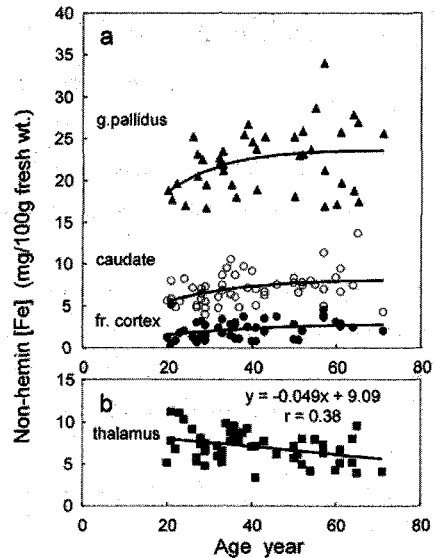 Non-hemin [Fe] (mg/100g fresh wt.)
40
a
35
30
g.pallidus
25
20
15
caudate
10
5
fr. cortex
0
0 20 40 60 80
15
b
y = -0.049x + 9.09
thalamus
r = 0.38
10
5
0
0 20 40 60 80
Age year